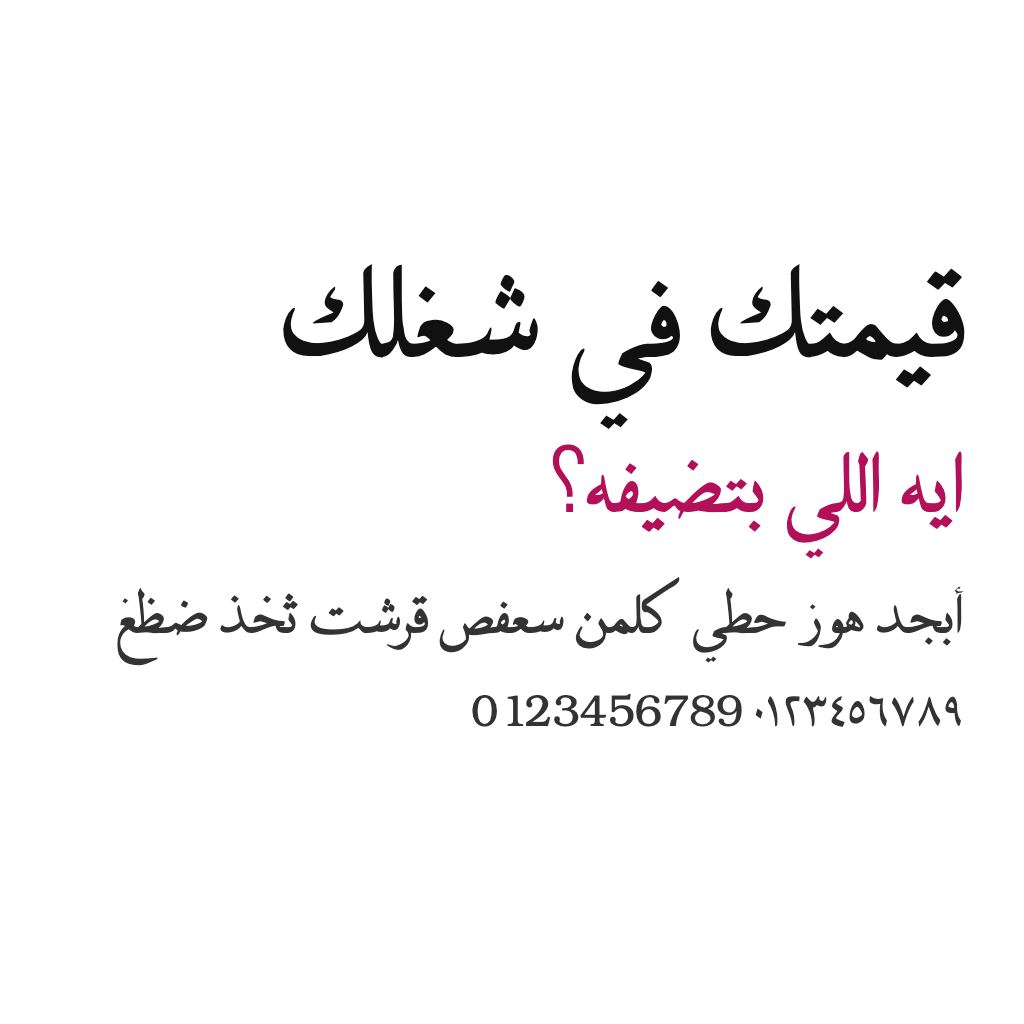 قيمتك في شغلك
ايه اللي بتضيفه؟
أبجد هوز حطي كلمن سعفص قرشت ثخذ ضظغ
٠١٢٣٤٥٦٧٨٩ 0123456789